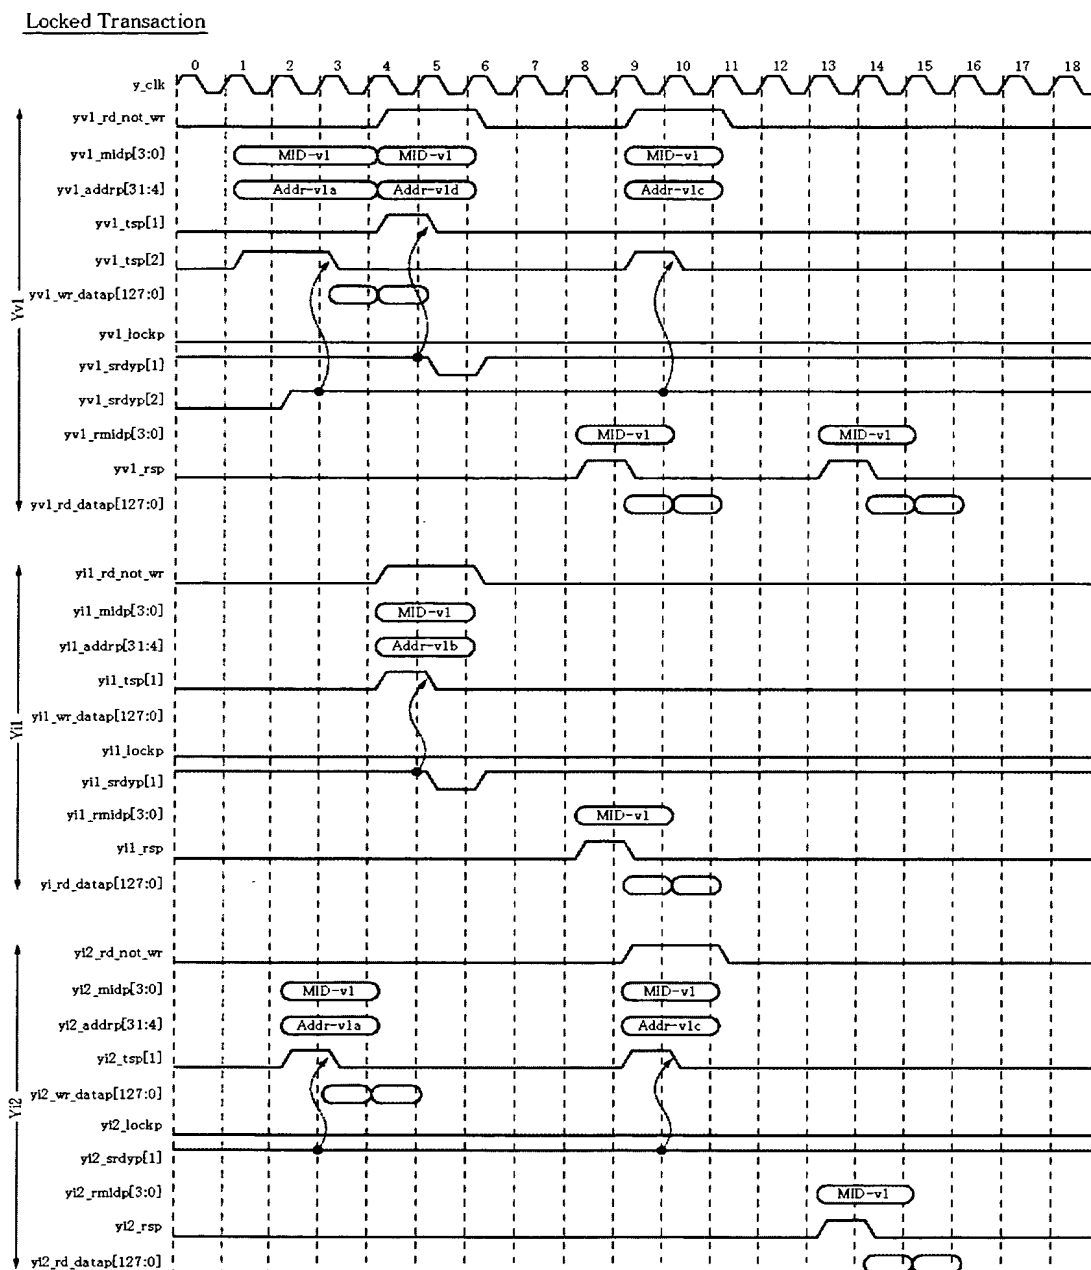 Locked Transaction
0 1 2 3 4 5 6 7 8 9 10 11 12 13 14 15 16 17 18
y_clk
Yv1
yv1_rd_not_wr
yv1_midp[3:0] MID-v1 MID-v1 MID-v1
yv1_addrp[31:4] Addr-v1a Addr-v1d Addr-v1c
yv1_tsp[1]
yv1_tsp[2]
yv1_wr_datap[127:0]
yv1_lockp
yv1_srdyp[1]
yv1_srdyp[2]
yv1_rmidp[3:0] MID-v1 MID-v1
yv1_rsp
yv1_rd_datap[127:0]
Yi1
yi1_rd_not_wr
yi1_midp[3:0] MID-v1
yi1_addrp[31:4] Addr-v1b
yi1_tsp[1]
yi1_wr_datap[127:0]
yi1_lockp
yi1_srdyp[1]
yi1_rmidp[3:0] MID-v1
yi1_rsp
yi_rd_datap[127:0]
Yi2
yi2_rd_not_wr
yi2_midp[3:0] MID-v1 MID-v1
yi2_addrp[31:4] Addr-v1a Addr-v1c
yi2_tsp[1]
yi2_wr_datap[127:0]
yi2_lockp
yi2_srdyp[1]
yi2_rmidp[3:0] MID-v1
yi2_rsp
yi2_rd_datap[127:0]